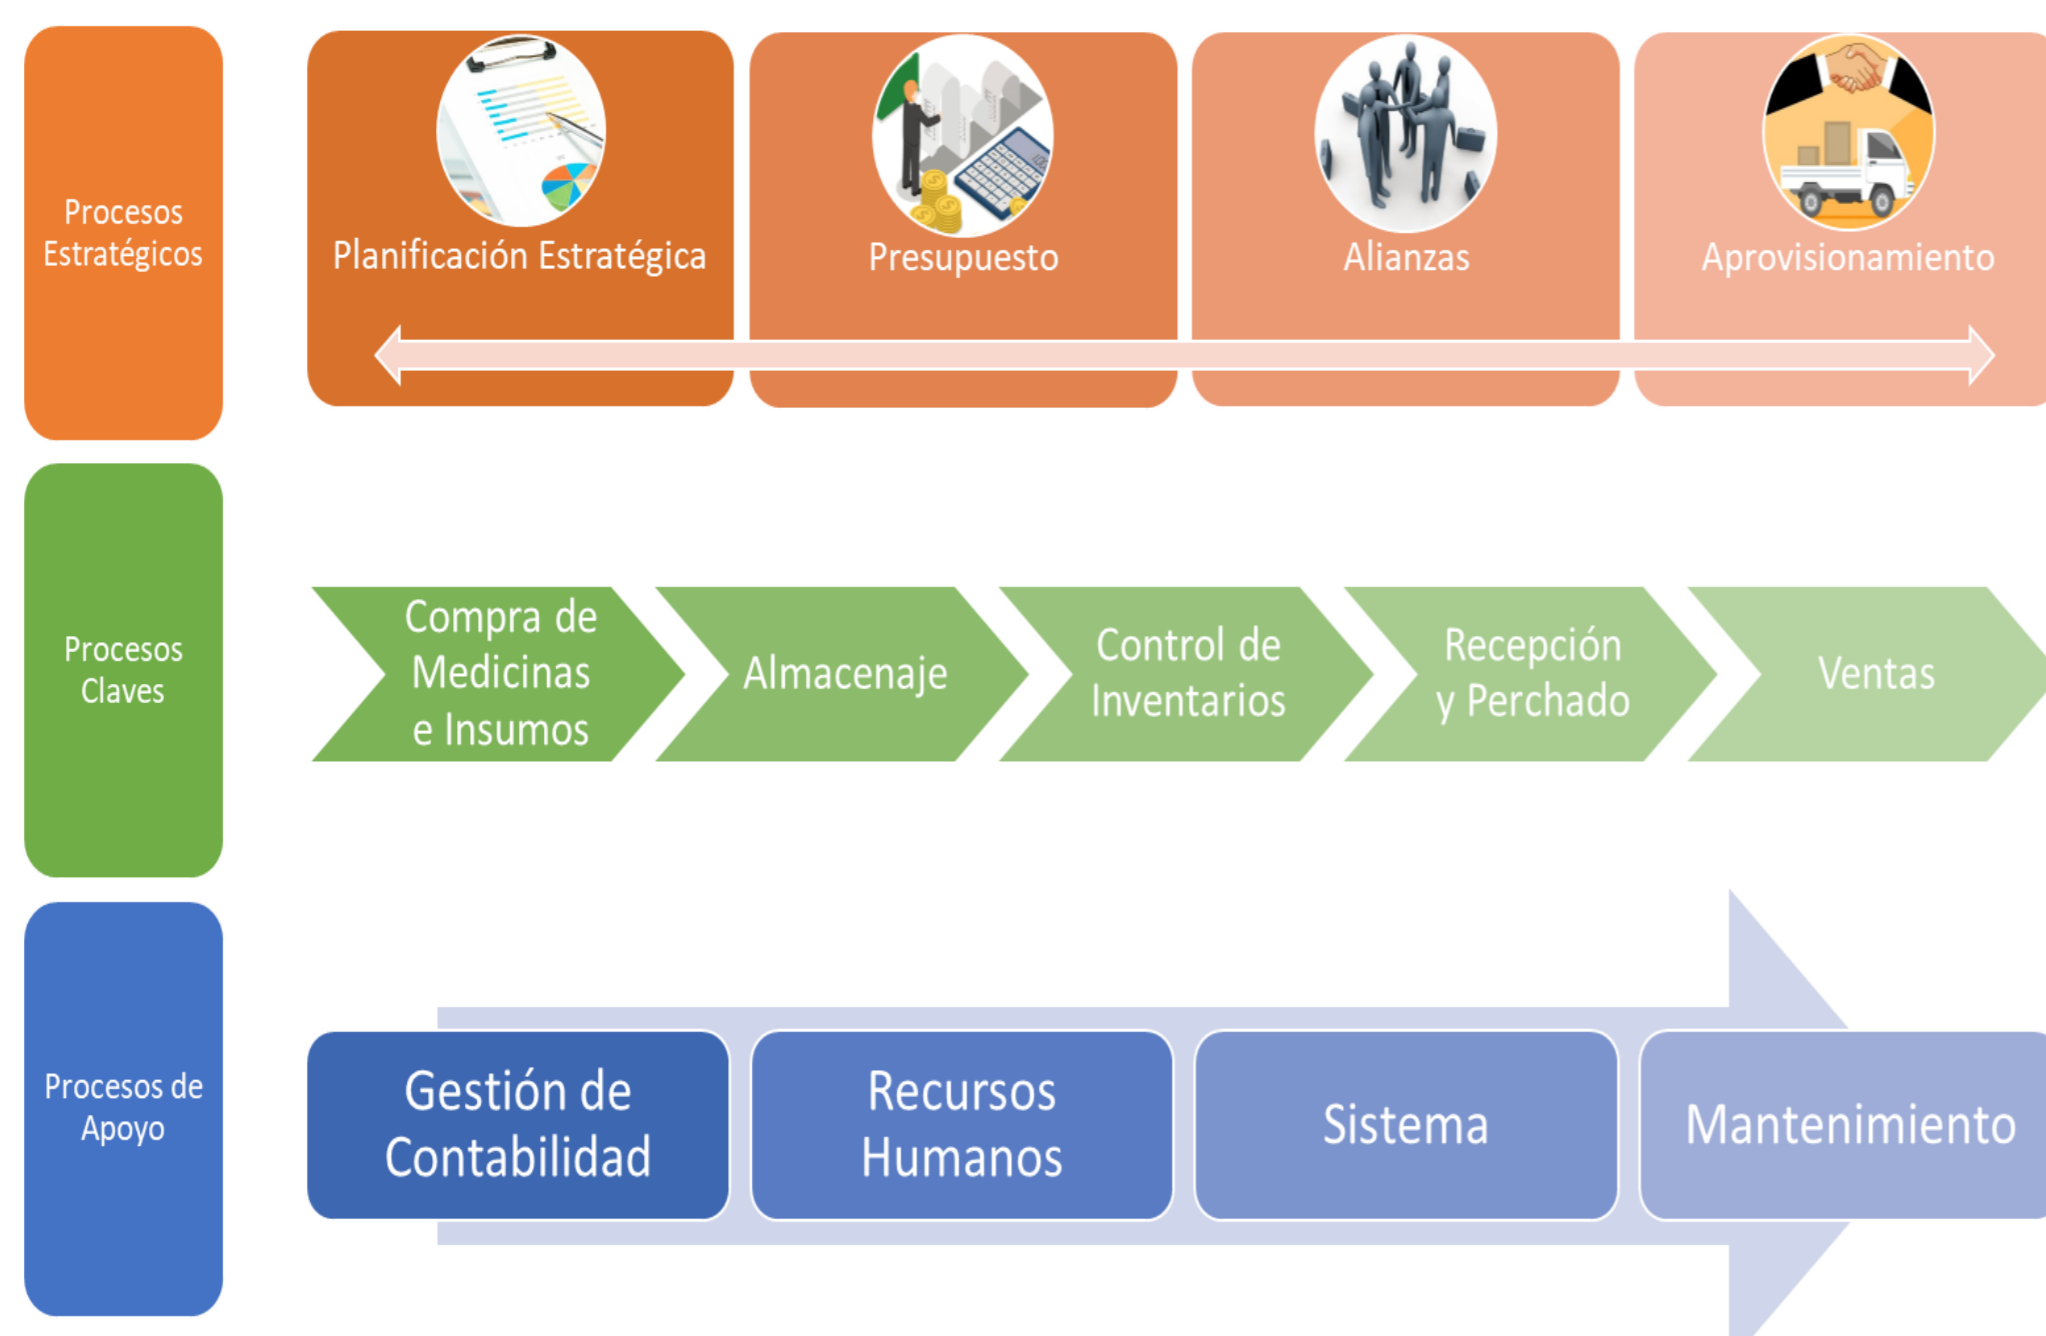 Procesos
Estratégicos
Planificación Estratégica
Presupuesto
Alianzas
Aprovisionamiento
Procesos
Claves
Compra de
Medicinas
e Insumos
Almacenaje
Control de
Inventarios
Recepción
y Perchado
Ventas
Procesos de
Apoyo
Gestión de
Contabilidad
Recursos
Humanos
Sistema
Mantenimiento